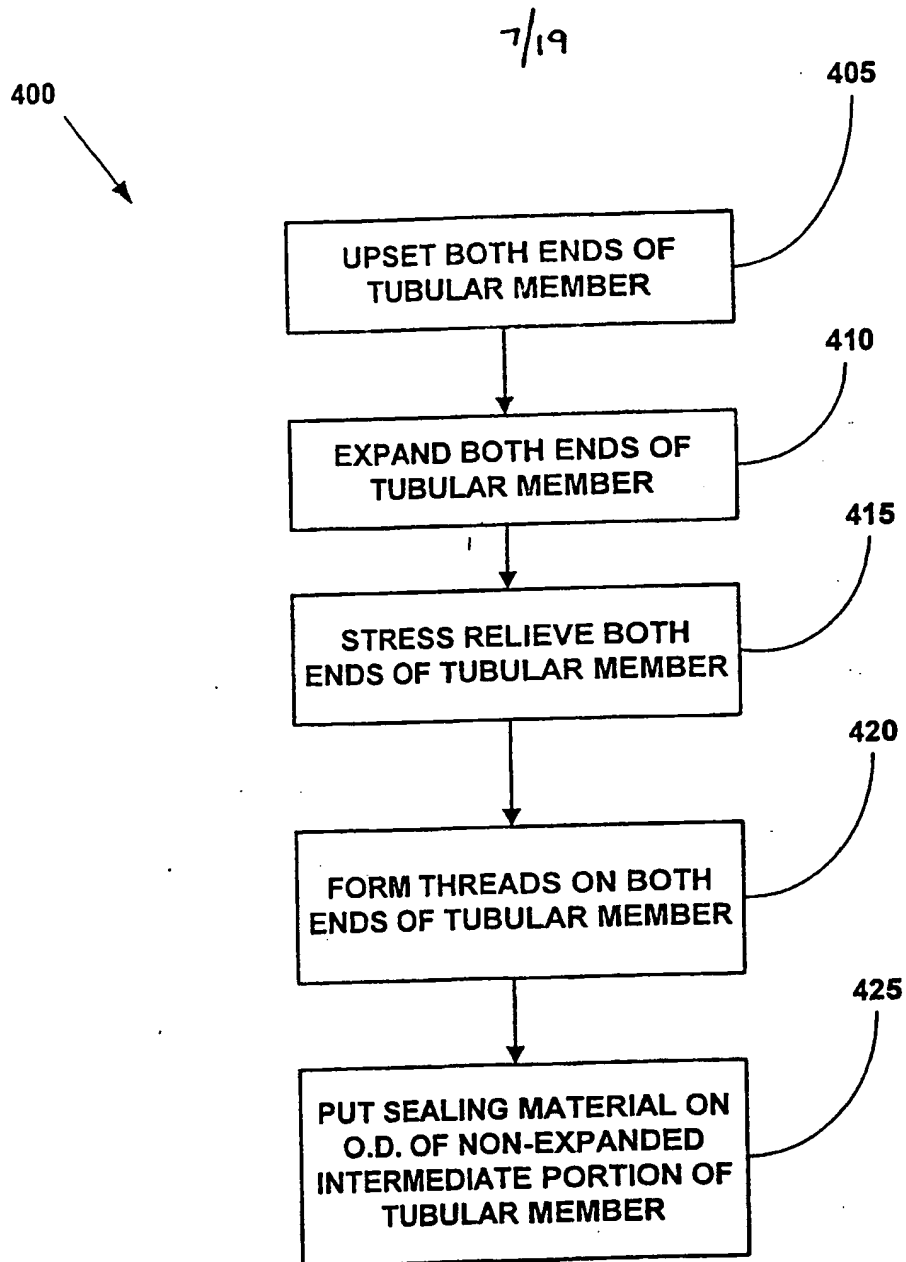 7/19
400
405
UPSET BOTH ENDS OF
TUBULAR MEMBER
410
EXPAND BOTH ENDS OF
TUBULAR MEMBER
415
STRESS RELIEVE BOTH
ENDS OF TUBULAR MEMBER
420
FORM THREADS ON BOTH
ENDS OF TUBULAR MEMBER
425
PUT SEALING MATERIAL ON
O.D. OF NON-EXPANDED
INTERMEDIATE PORTION OF
TUBULAR MEMBER